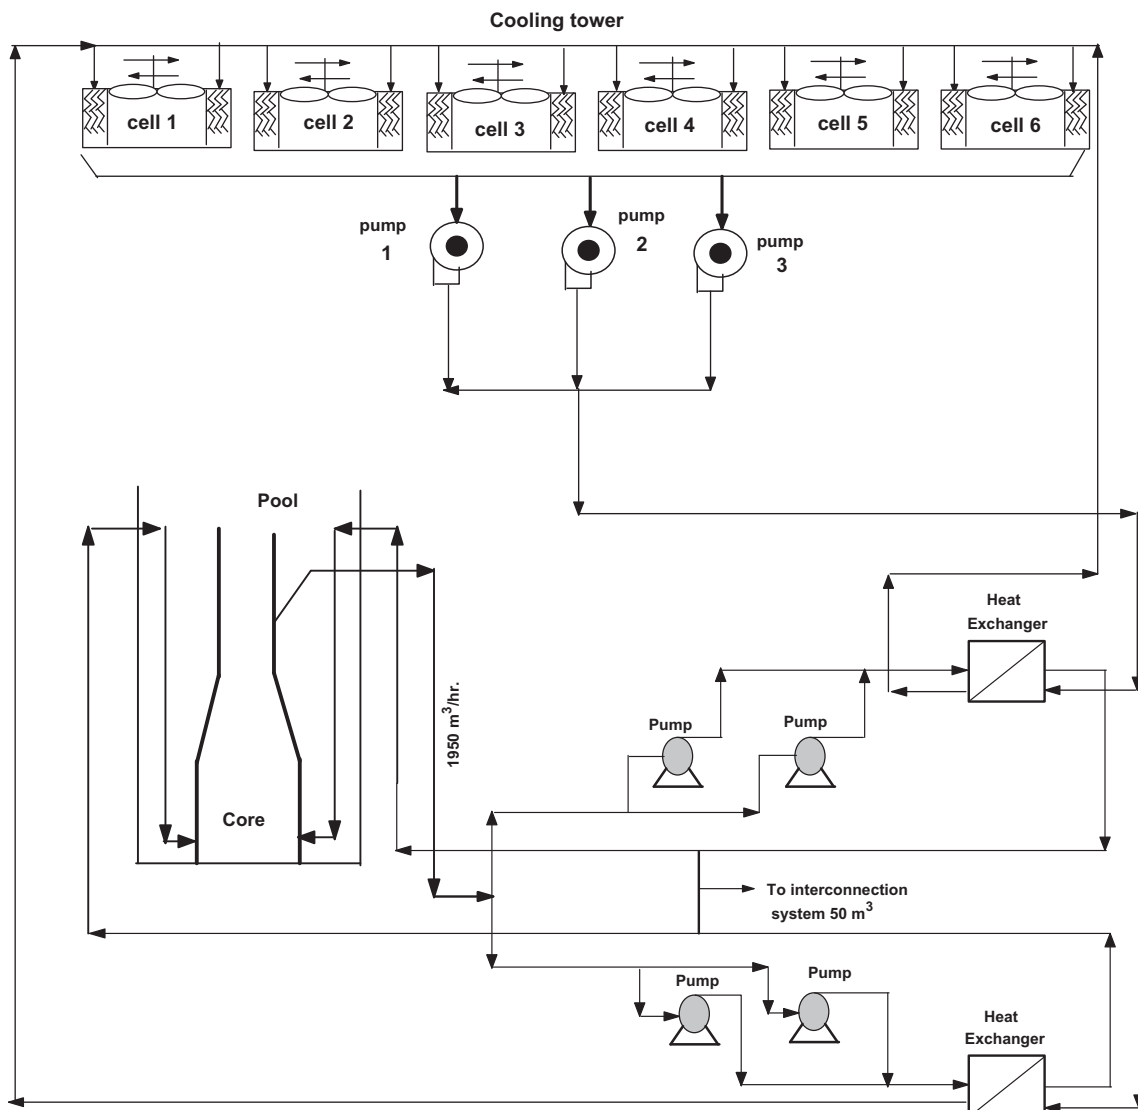 Cooling tower
cell 1
cell 2
cell 3
cell 4
cell 5
cell 6
pump
1
pump
2
pump
3
Pool
Core
1950 m³/hr.
Heat
Exchanger
Pump
Pump
To interconnection
system 50 m³
Pump
Pump
Heat
Exchanger